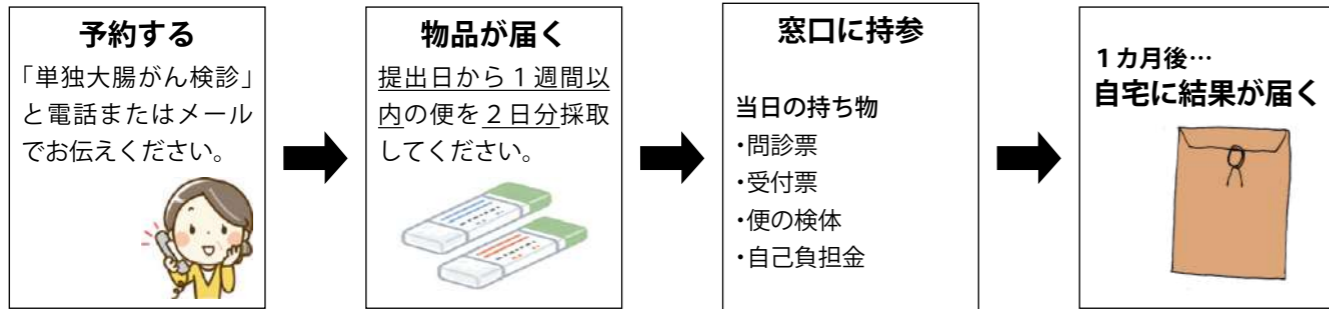 予約する
「単独大腸がん検診」
と電話またはメール
でお伝えください。
物品が届く
提出日から1週間以
内の便を2日分採取
してください。
窓口に持参
当日の持ち物
・問診票
・受付票
・便の検体
・自己負担金
1カ月後…
自宅に結果が届く